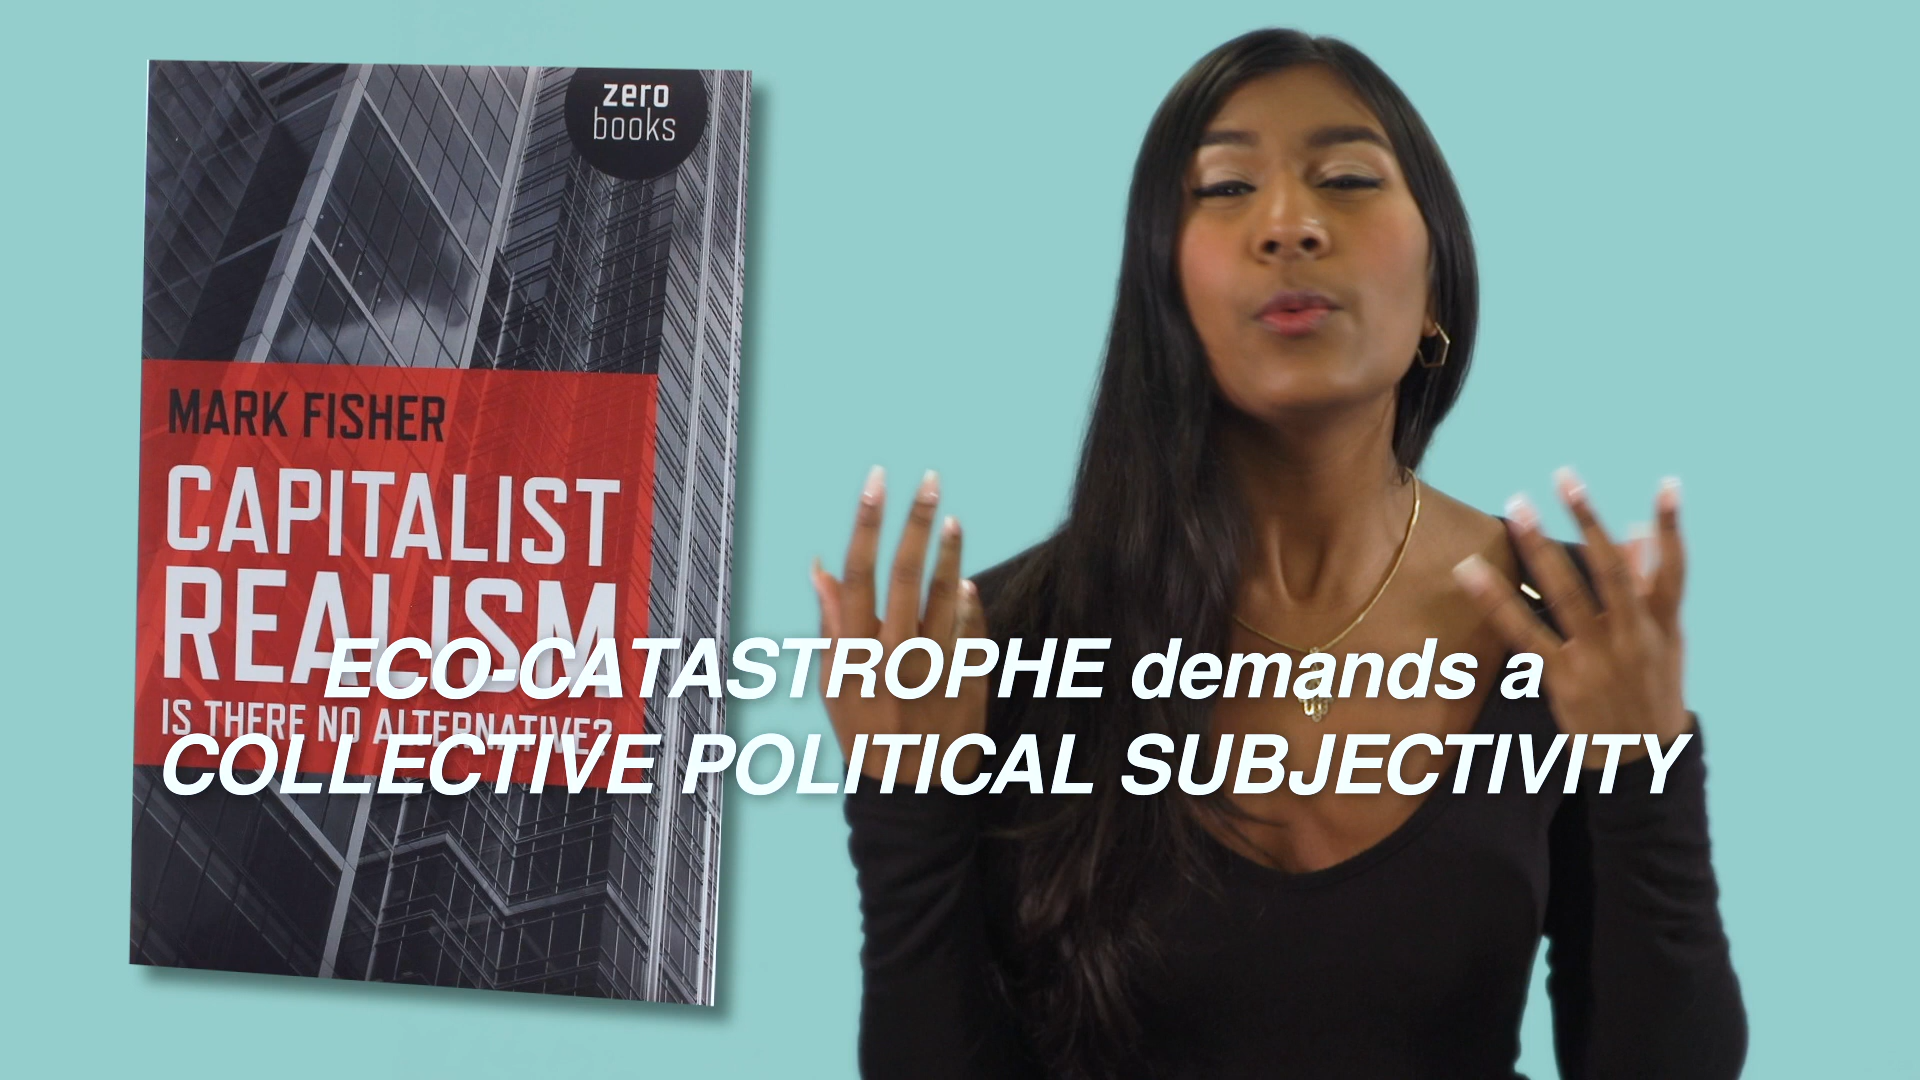 zero
books
MARK FISHER
CAPITALIST
REALISM
IS THERE NO ALTERNATIVE?
ECO-CATASTROPHE demands a
COLLECTIVE POLITICAL SUBJECTIVITY